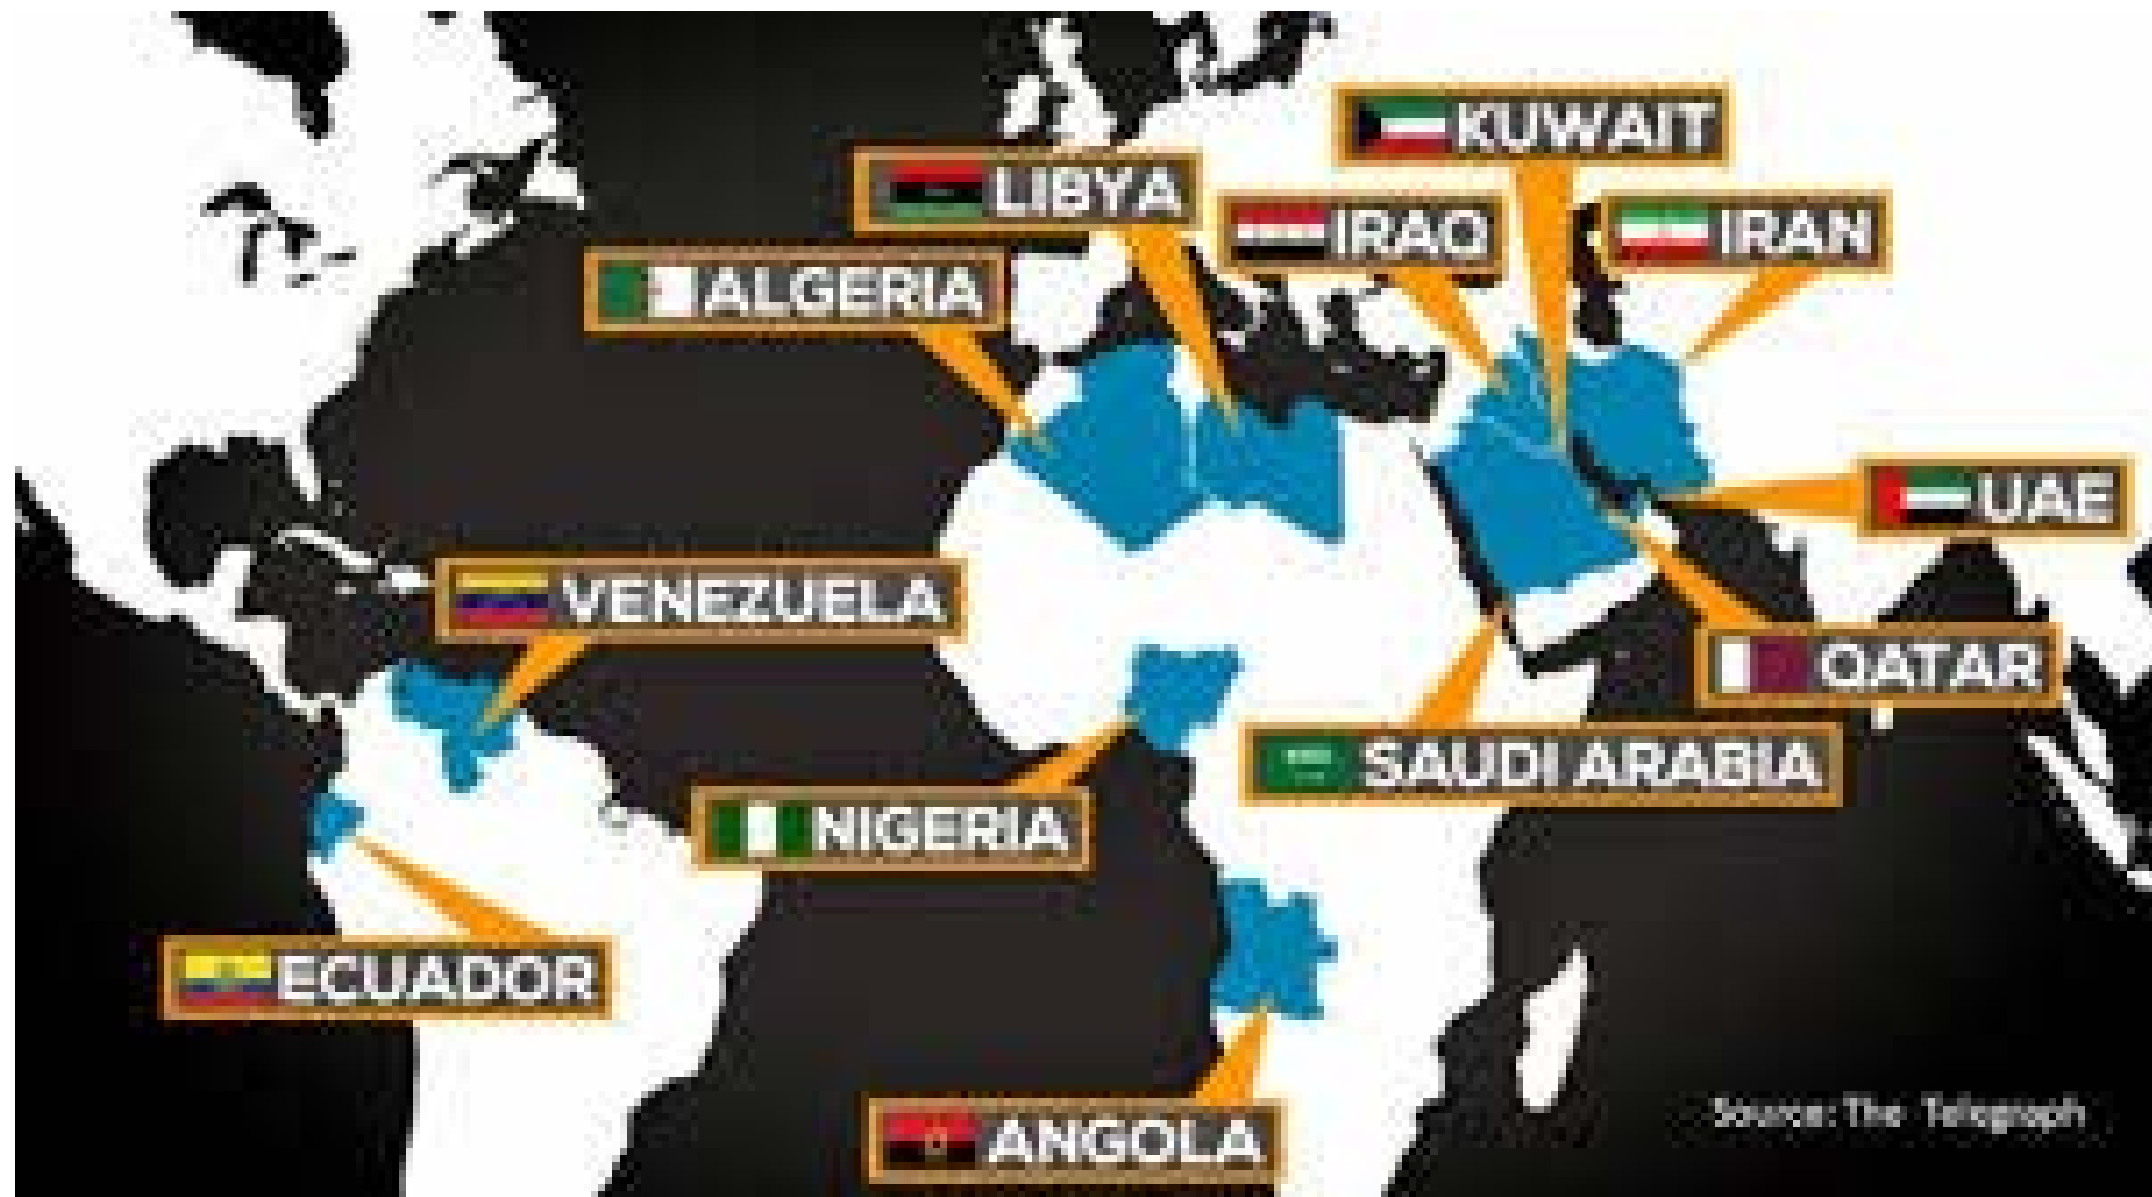 KUWAIT
LIBYA
IRAQ
IRAN
ALGERIA
UAE
VENEZUELA
QATAR
SAUDI ARABIA
NIGERIA
ECUADOR
ANGOLA
Source: The Telegraph